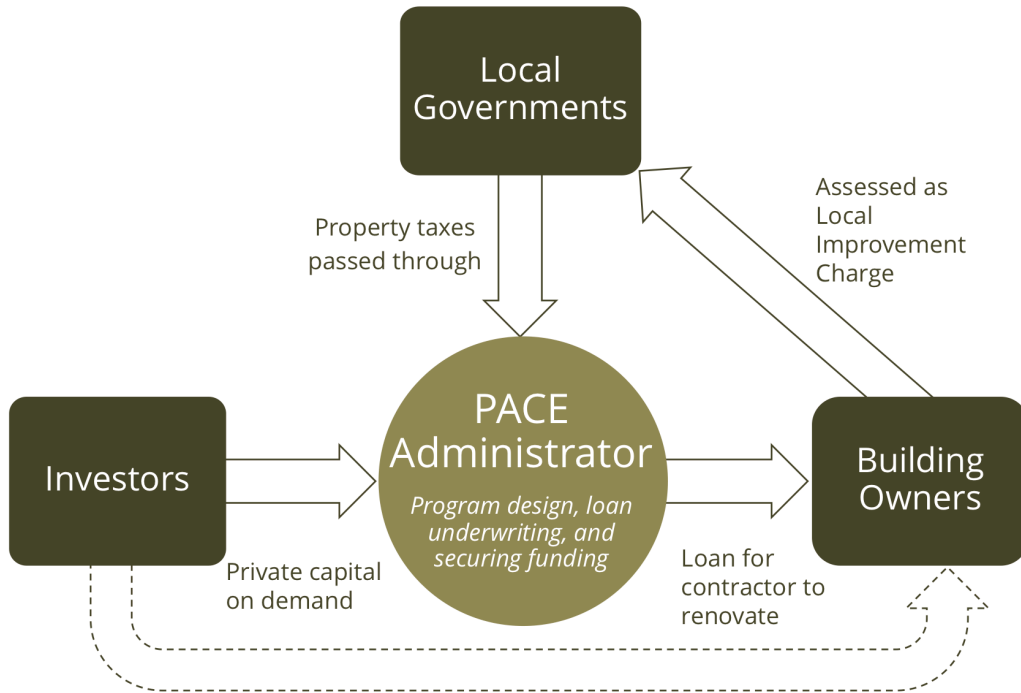 Local
Governments
Property taxes
passed through
Assessed as
Local
Improvement
Charge
Investors
PACE
Administrator
Program design, loan
underwriting, and
securing funding
Building
Owners
Private capital
on demand
Loan for
contractor to
renovate